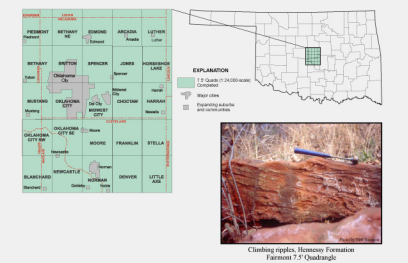 PIEDMONT
BETHANY NE
EDMOND
ARCADIA
LUTHER
Piedmont
Edmond
Arcadia
Luther
BETHANY
BRITTON
SPENCER
JONES
HORSESHOE LAKE
Yukon
Oklahoma City
Spencer
Midwest City
Harrah
MUSTANG
OKLAHOMA CITY
Del City
MIDWEST CITY
CHOCTAW
HARRAH
Mustang
Newalla
CLEVELAND
OKLAHOMA CITY SW
OKLAHOMA CITY SE
Moore
MOORE
FRANKLIN
STELLA
Newcastle
BLANCHARD
NEWCASTLE
Norman
NORMAN
DENVER
LITTLE AXE
Blanchard
Goldsby
Noble
EXPLANATION
7.5' Quads (1:24,000-scale)
Completed
Major cities
Expanding suburbs
and communities
Climbing ripples, Hennessy Formation
Fairmont 7.5' Quadrangle